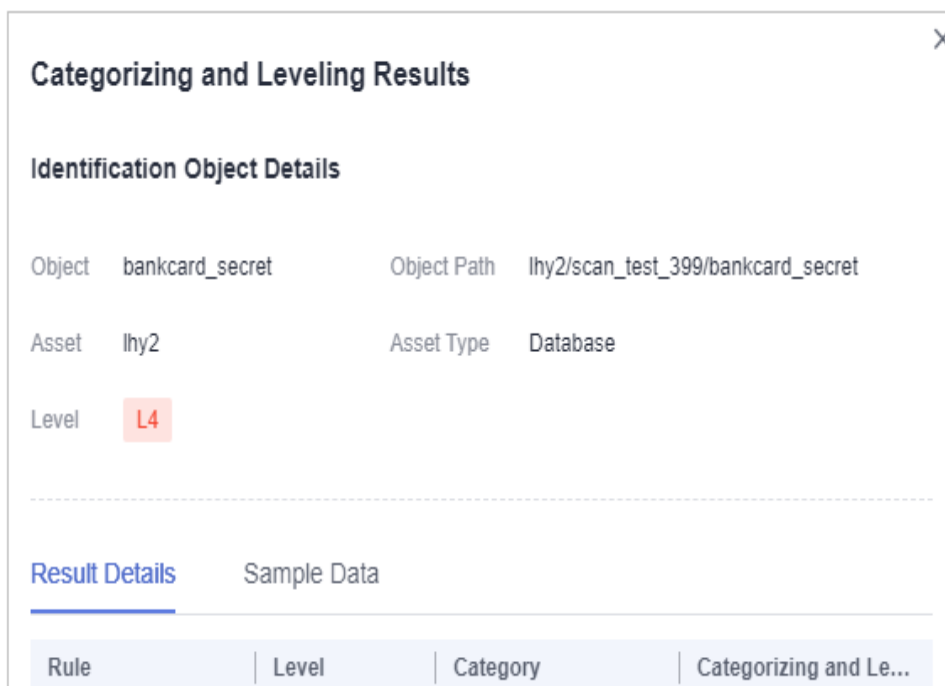 Categorizing and Leveling Results
Identification Object Details
Object bankcard_secret Object Path lhy2/scan_test_399/bankcard_secret
Asset lhy2 Asset Type Database
Level L4
Result Details Sample Data
Rule Level Category Categorizing and Le...